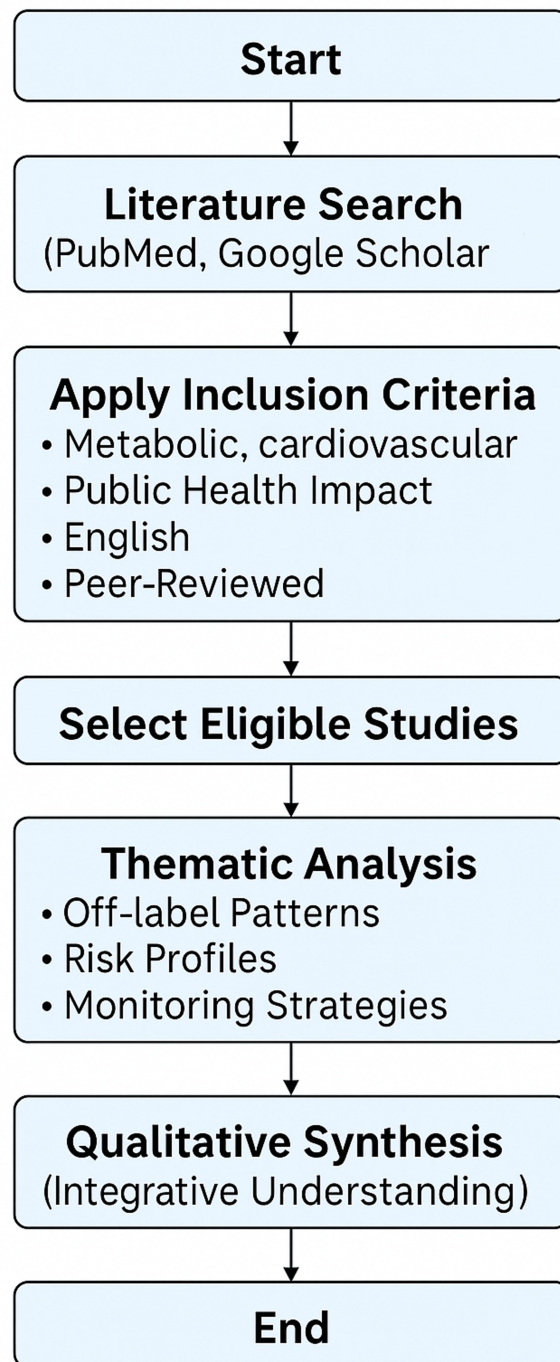 Start
Literature Search
(PubMed, Google Scholar
Apply Inclusion Criteria
• Metabolic, cardiovascular
• Public Health Impact
• English
• Peer-Reviewed
Select Eligible Studies
Thematic Analysis
• Off-label Patterns
• Risk Profiles
• Monitoring Strategies
Qualitative Synthesis
(Integrative Understanding)
End